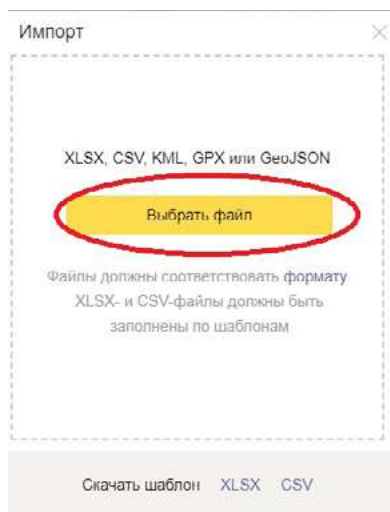 Импорт
XLSX, CSV, KML, GPX или GeoJSON
Выбрать файл
Файлы должны соответствовать формату
XLSX- и CSV-файлы должны быть
заполнены по шаблонам
Скачать шаблон XLSX CSV